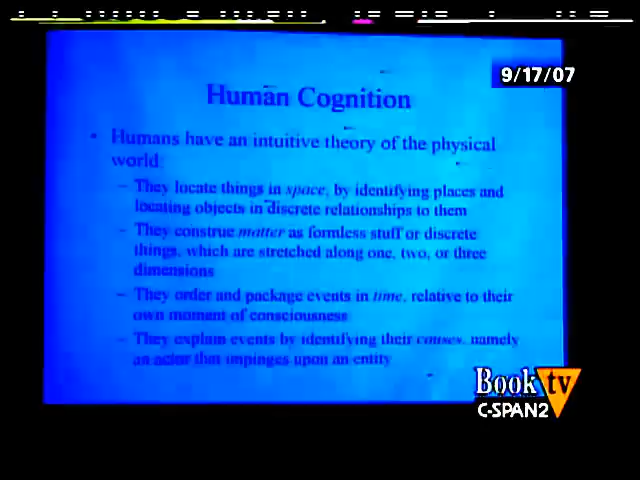 9/17/07
Human Cognition
• Humans have an intuitive theory of the physical
world:
– They locate things in space, by identifying places and
locating objects in discrete relationships to them
– They construe matter as formless stuff or discrete
things, which are stretched along one, two, or three
dimensions
– They order and package events in time, relative to their
own moment of consciousness
– They explain events by identifying their causes, namely
an actor that impinges upon an entity
Book tv
C-SPAN2